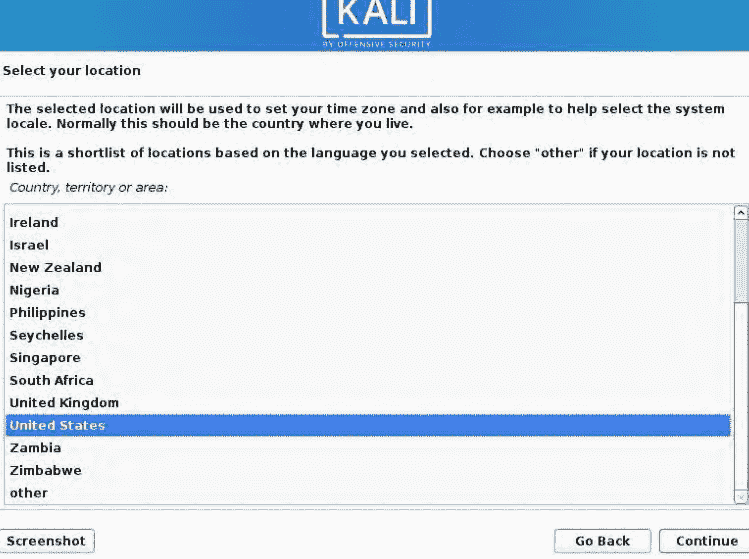 KALI
BY OFFENSIVE SECURITY
Select your location
The selected location will be used to set your time zone and also for example to help select the system
locale. Normally this should be the country where you live.
This is a shortlist of locations based on the language you selected. Choose "other" if your location is not
listed.
Country, territory or area:
Ireland
Israel
New Zealand
Nigeria
Philippines
Seychelles
Singapore
South Africa
United Kingdom
United States
Zambia
Zimbabwe
other
Screenshot
Go Back
Continue